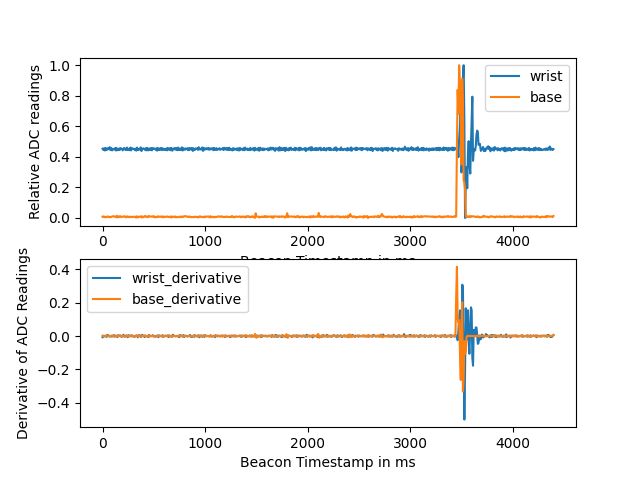 Relative ADC readings
1.0
0.8
0.6
0.4
0.2
0.0
wrist
base
0 1000 2000 3000 4000
Beacon Timestamp in ms
Derivative of ADC Readings
0.4
0.2
0.0
−0.2
−0.4
wrist_derivative
base_derivative
0 1000 2000 3000 4000
Beacon Timestamp in ms